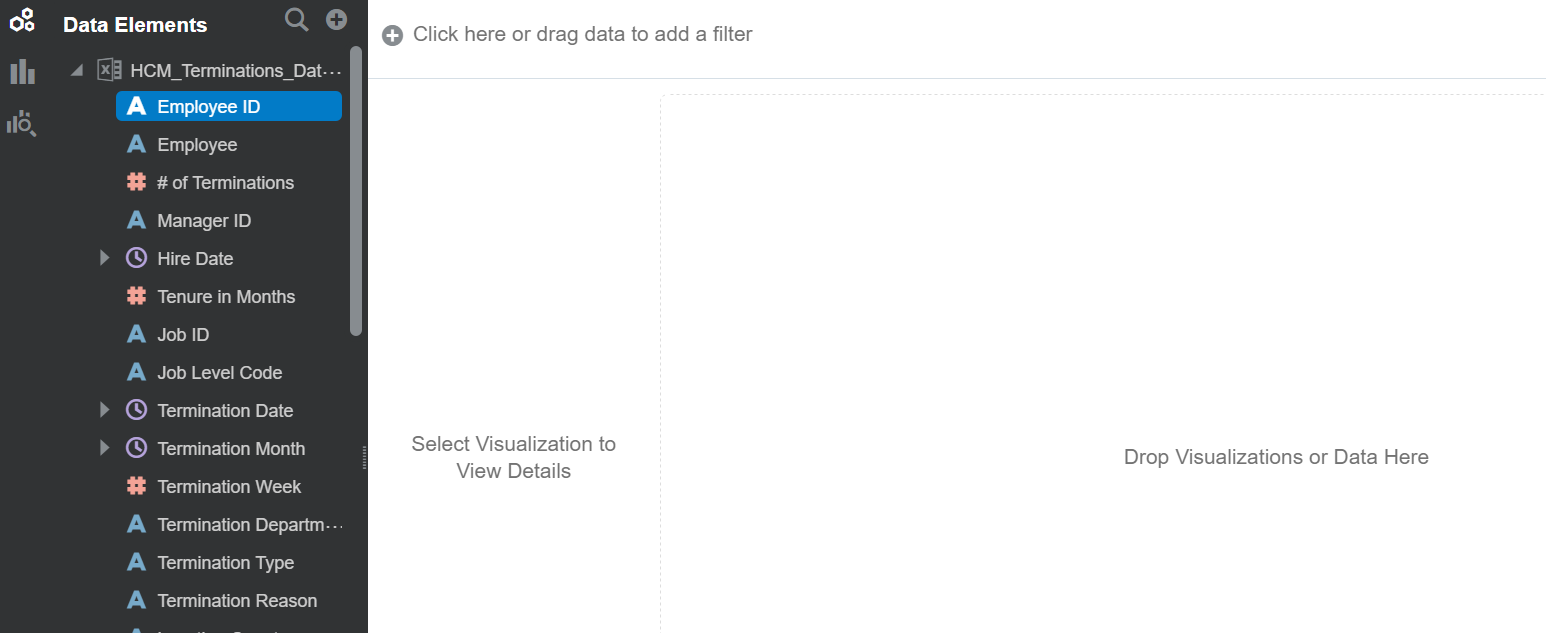 Data Elements
Click here or drag data to add a filter
HCM_Terminations_Dat...
Employee ID
Employee
# of Terminations
Manager ID
Hire Date
Tenure in Months
Job ID
Job Level Code
Termination Date
Termination Month
Termination Week
Termination Departm...
Termination Type
Termination Reason
Select Visualization to
View Details
Drop Visualizations or Data Here